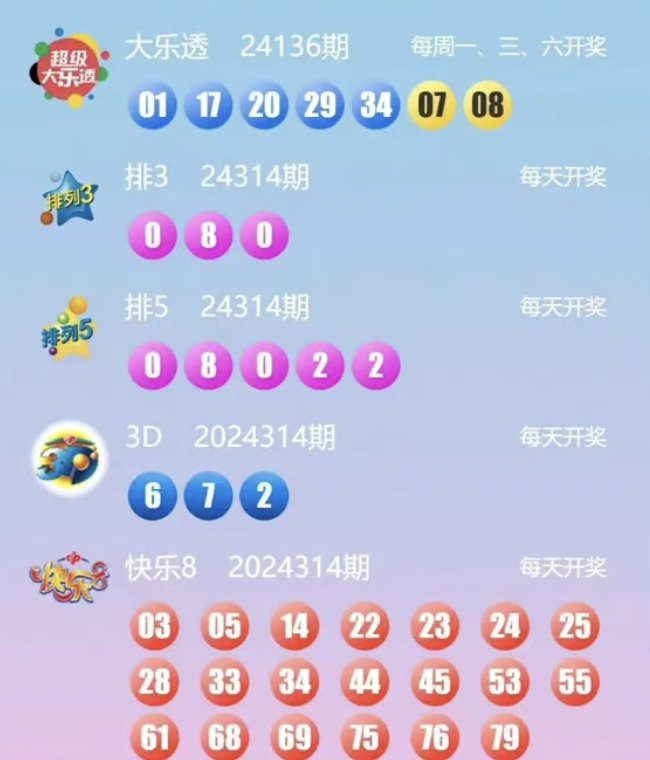 超级
大乐透
大乐透 24136期 每周一、三、六开奖
01 17 20 29 34 07 08
排列3
排3 24314期 每天开奖
0 8 0
排列5
排5 24314期 每天开奖
0 8 0 2 2
3D
3D 2024314期 每天开奖
6 7 2
快乐
快乐8 2024314期 每天开奖
03 05 14 22 23 24 25
28 33 34 44 45 53 55
61 68 69 75 76 79